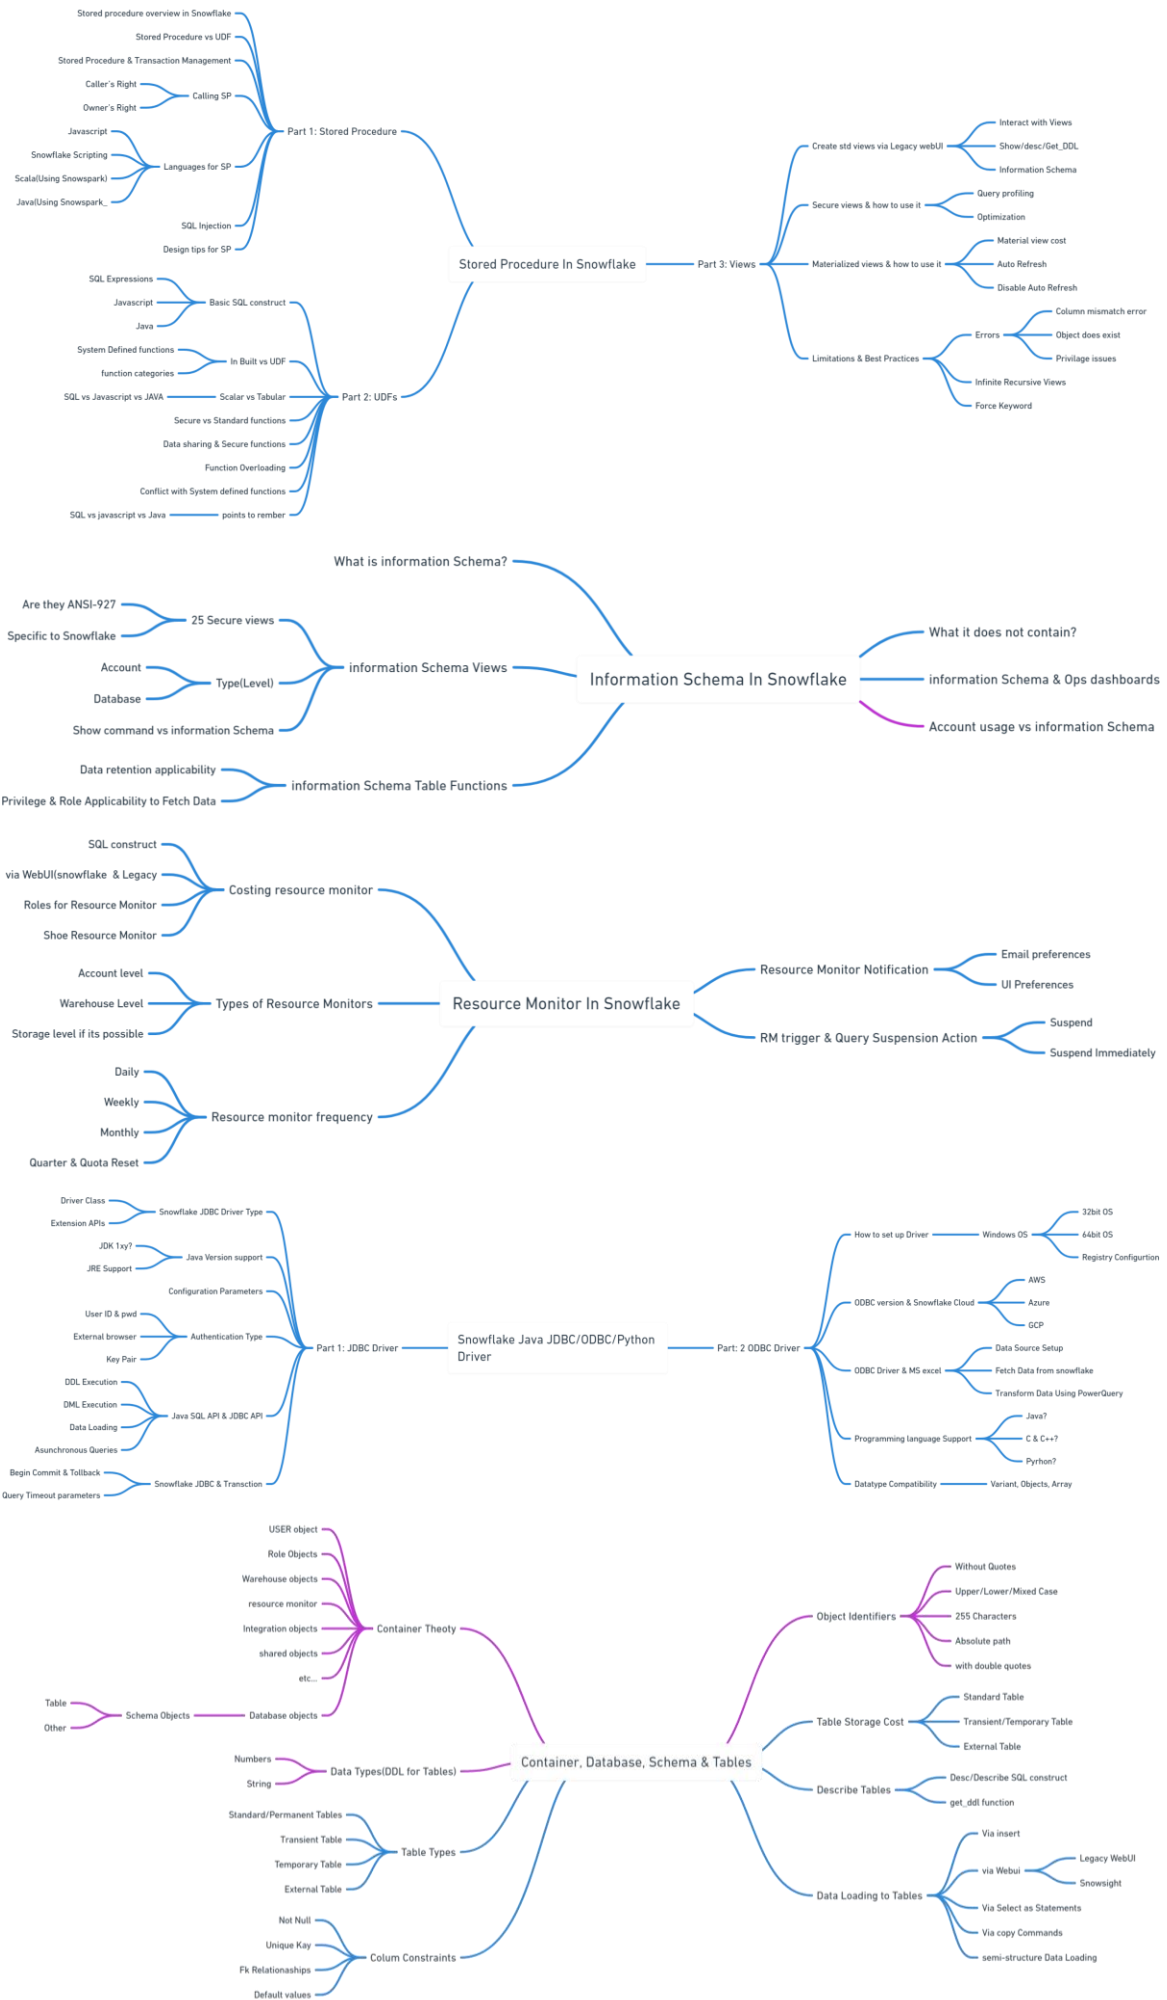 Stored procedure overview in Snowflake
Stored Procedure vs UDF
Stored Procedure & Transaction Management
Caller's Right
Owner's Right
Calling SP
Javascript
Snowflake Scripting
Scala(Using Snowspark)
Java(Using Snowspark_
Languages for SP
SQL Injection
Design tips for SP
Part 1: Stored Procedure
SQL Expressions
Javascript
Java
Basic SQL construct
System Defined functions
function categories
In Built vs UDF
SQL vs Javascript vs JAVA
Scalar vs Tabular
Secure vs Standard functions
Data sharing & Secure functions
Function Overloading
Conflict with System defined functions
SQL vs javascript vs Java
points to rember
Part 2: UDFs
Stored Procedure In Snowflake
Part 3: Views
Create std views via Legacy webUI
Interact with Views
Show/desc/Get_DDL
Information Schema
Secure views & how to use it
Query profiling
Optimization
Materialized views & how to use it
Material view cost
Auto Refresh
Disable Auto Refresh
Limitations & Best Practices
Errors
Column mismatch error
Object does exist
Privilage issues
Infinite Recursive Views
Force Keyword
What is information Schema?
Are they ANSI-927
Specific to Snowflake
25 Secure views
Account
Database
Type(Level)
Show command vs information Schema
information Schema Views
Data retention applicability
Privilege & Role Applicability to Fetch Data
information Schema Table Functions
Information Schema In Snowflake
What it does not contain?
information Schema & Ops dashboards
Account usage vs information Schema
SQL construct
via WebUI(snowflake & Legacy
Roles for Resource Monitor
Shoe Resource Monitor
Costing resource monitor
Account level
Warehouse Level
Storage level if its possible
Types of Resource Monitors
Daily
Weekly
Monthly
Quarter & Quota Reset
Resource monitor frequency
Resource Monitor In Snowflake
Resource Monitor Notification
Email preferences
UI Preferences
RM trigger & Query Suspension Action
Suspend
Suspend Immediately
Driver Class
Extension APIs
Snowflake JDBC Driver Type
JDK 1xy?
JRE Support
Java Version support
Configuration Parameters
User ID & pwd
External browser
Key Pair
Authentication Type
DDL Execution
DML Execution
Data Loading
Asunchronous Queries
Java SQL API & JDBC API
Begin Commit & Tollback
Query Timeout parameters
Snowflake JDBC & Transction
Part 1: JDBC Driver
Snowflake Java JDBC/ODBC/Python
Driver
Part: 2 ODBC Driver
How to set up Driver
Windows OS
32bit OS
64bit OS
Registry Configurtion
ODBC version & Snowflake Cloud
AWS
Azure
GCP
ODBC Driver & MS excel
Data Source Setup
Fetch Data from snowflake
Transform Data Using PowerQuery
Programming language Support
Java?
C & C++?
Pyrhon?
Datatype Compatibility
Variant, Objects, Array
USER object
Role Objects
Warehouse objects
resource monitor
Integration objects
shared objects
etc...
Table
Other
Schema Objects
Database objects
Container Theoty
Numbers
String
Data Types(DDL for Tables)
Standard/Permanent Tables
Transient Table
Temporary Table
External Table
Table Types
Not Null
Unique Kay
Fk Relationaships
Default values
Colum Constraints
Container, Database, Schema & Tables
Object Identifiers
Without Quotes
Upper/Lower/Mixed Case
255 Characters
Absolute path
with double quotes
Table Storage Cost
Standard Table
Transient/Temporary Table
External Table
Describe Tables
Desc/Describe SQL construct
get_ddl function
Data Loading to Tables
Via insert
via Webui
Legacy WebUI
Snowsight
Via Select as Statements
Via copy Commands
semi-structure Data Loading